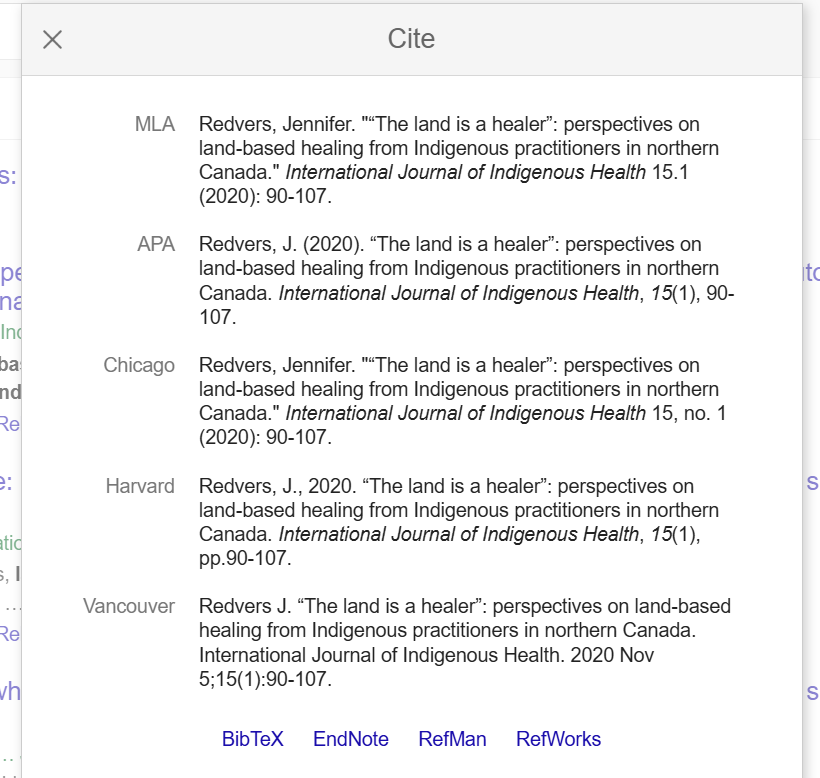 Cite
MLA Redvers, Jennifer. "“The land is a healer”: perspectives on
land-based healing from Indigenous practitioners in northern
Canada." International Journal of Indigenous Health 15.1
(2020): 90-107.
APA Redvers, J. (2020). “The land is a healer”: perspectives on
land-based healing from Indigenous practitioners in northern
Canada. International Journal of Indigenous Health, 15(1), 90-
107.
Chicago Redvers, Jennifer. "“The land is a healer”: perspectives on
land-based healing from Indigenous practitioners in northern
Canada." International Journal of Indigenous Health 15, no. 1
(2020): 90-107.
Harvard Redvers, J., 2020. “The land is a healer”: perspectives on
land-based healing from Indigenous practitioners in northern
Canada. International Journal of Indigenous Health, 15(1),
pp.90-107.
Vancouver Redvers J. “The land is a healer”: perspectives on land-based
healing from Indigenous practitioners in northern Canada.
International Journal of Indigenous Health. 2020 Nov
5;15(1):90-107.
BibTeX EndNote RefMan RefWorks